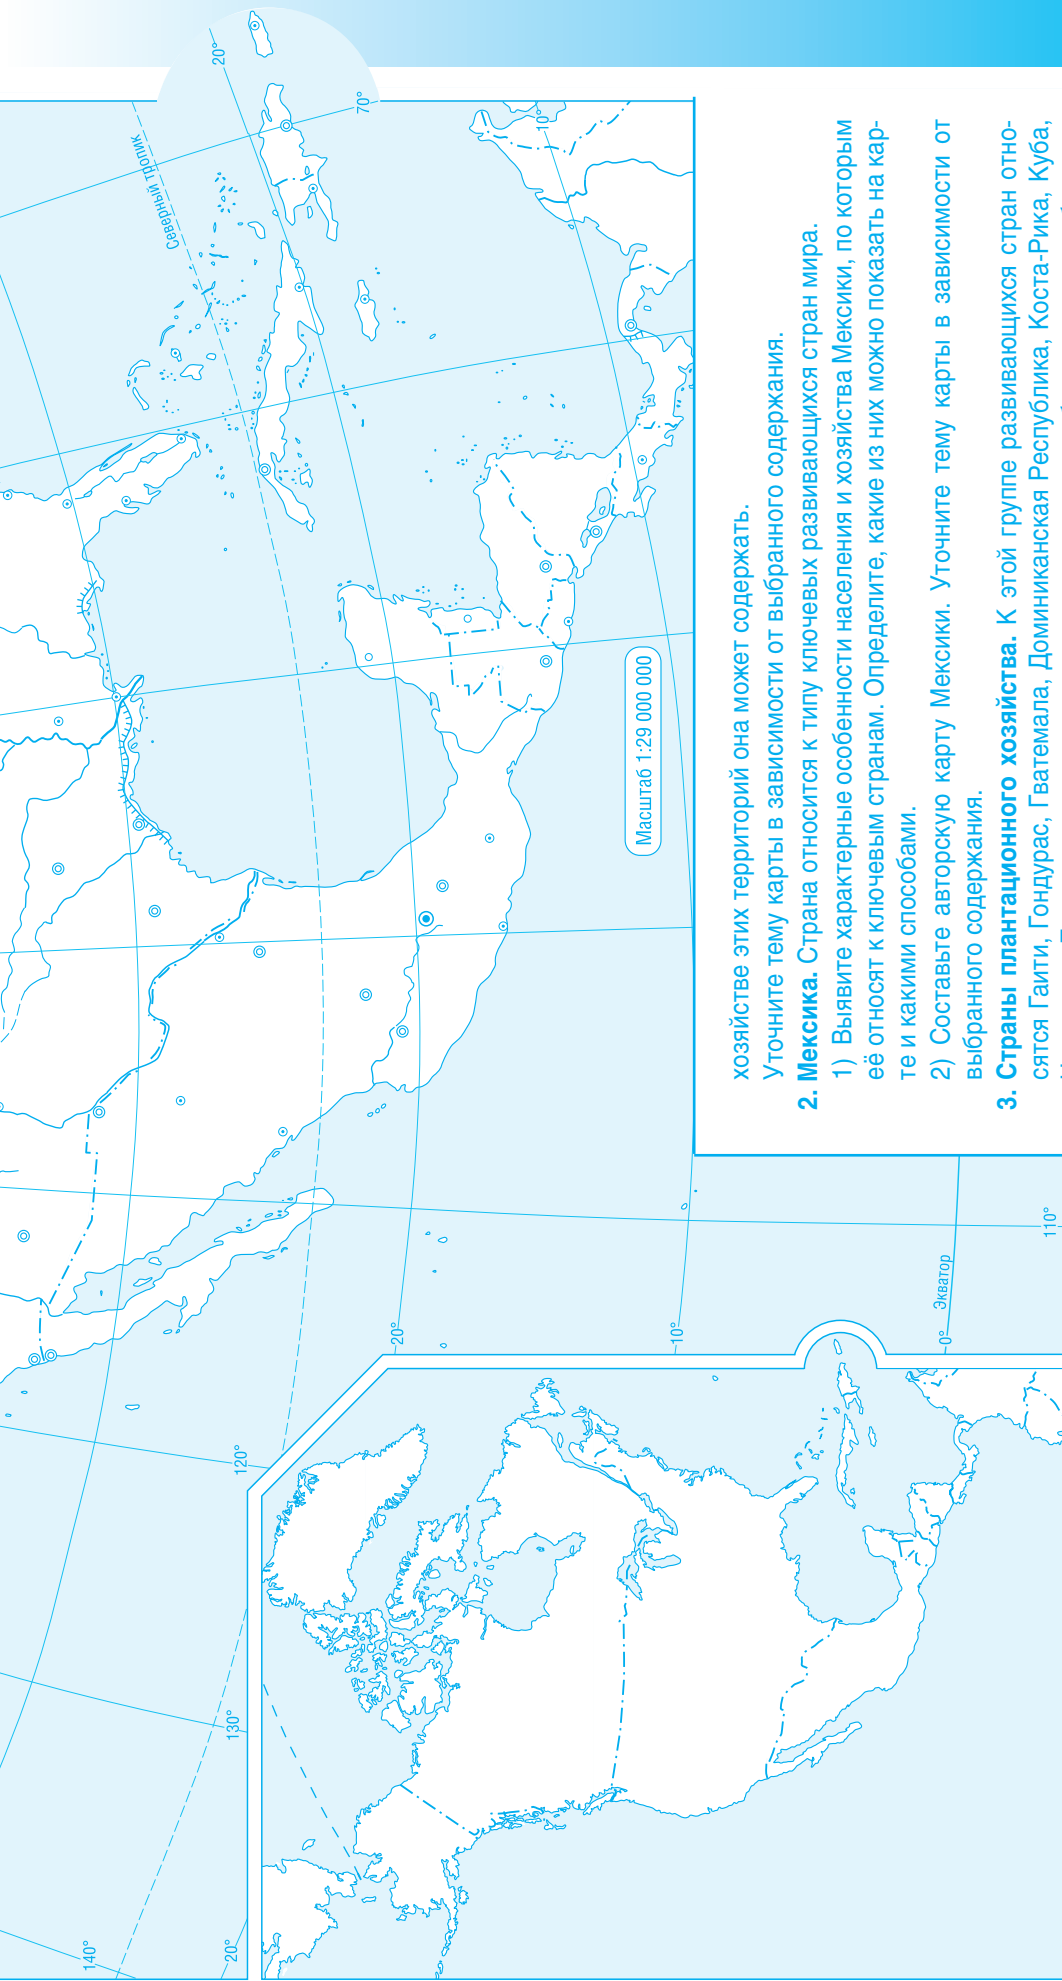 20°
70°
10°
Северный тропик
Масштаб 1:29 000 000
120°
130°
140°
20°
20°
10°
0°
Экватор
110°
хозяйстве этих территорий она может содержать.
Уточните тему карты в зависимости от выбранного содержания.
2. Мексика. Страна относится к типу ключевых развивающихся стран мира.
1) Выявите характерные особенности населения и хозяйства Мексики, по которым
её относят к ключевым странам. Определите, какие из них можно показать на кар-
те и какими способами.
2) Составьте авторскую карту Мексики. Уточните тему карты в зависимости от
выбранного содержания.
3. Страны плантационного хозяйства. К этой группе развивающихся стран отно-
сятся Гаити, Гондурас, Гватемала, Доминиканская Республика, Коста-Рика, Куба,